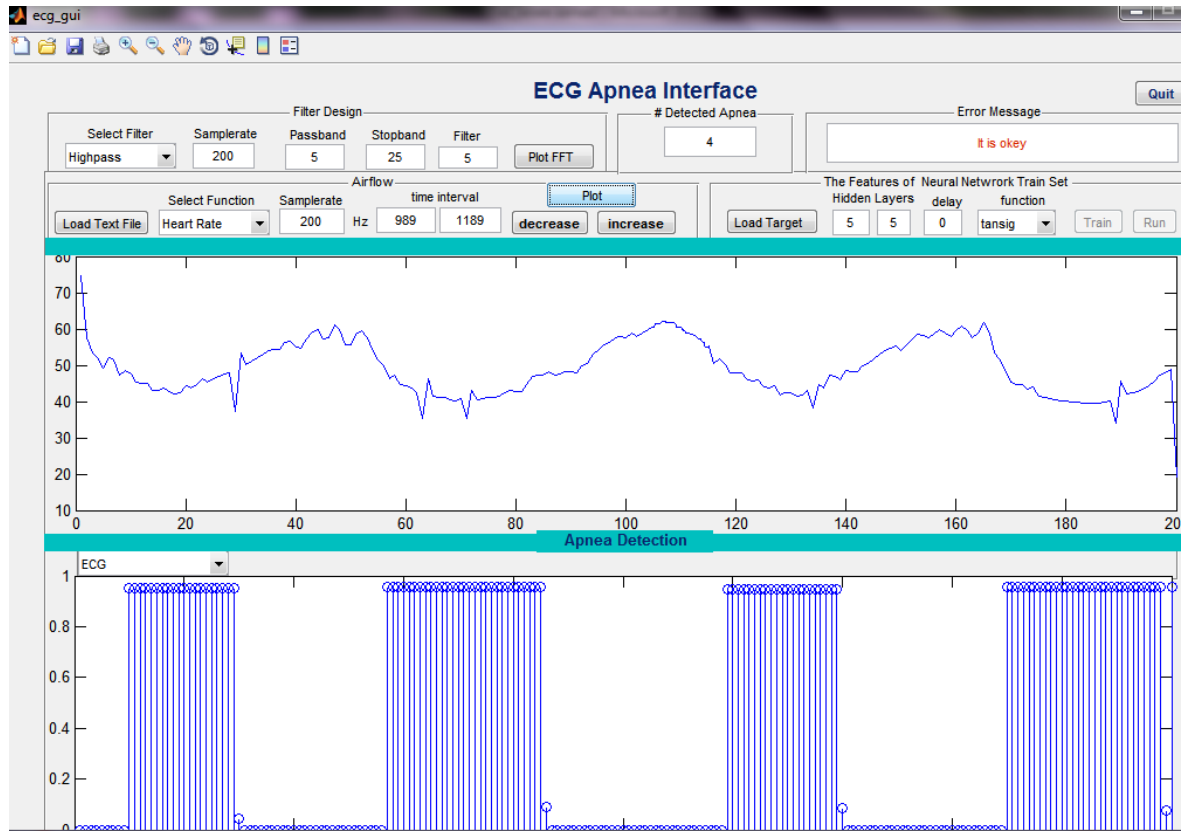 ecg_gui
ECG Apnea Interface
Quit
Filter Design
# Detected Apnea
Error Message
Select Filter Samplerate Passband Stopband Filter
Highpass 200 5 25 5 Plot FFT
4
It is okey
Airflow
The Features of Neural Netwrork Train Set
Select Function Samplerate time interval Plot
Hidden Layers delay function
Load Text File Heart Rate 200 Hz 989 1189 decrease increase
Load Target 5 5 0 tansig Train Run
80
70
60
50
40
30
20
10
0 20 40 60 80 100 120 140 160 180 20
Apnea Detection
ECG
1
0.8
0.6
0.4
0.2
0